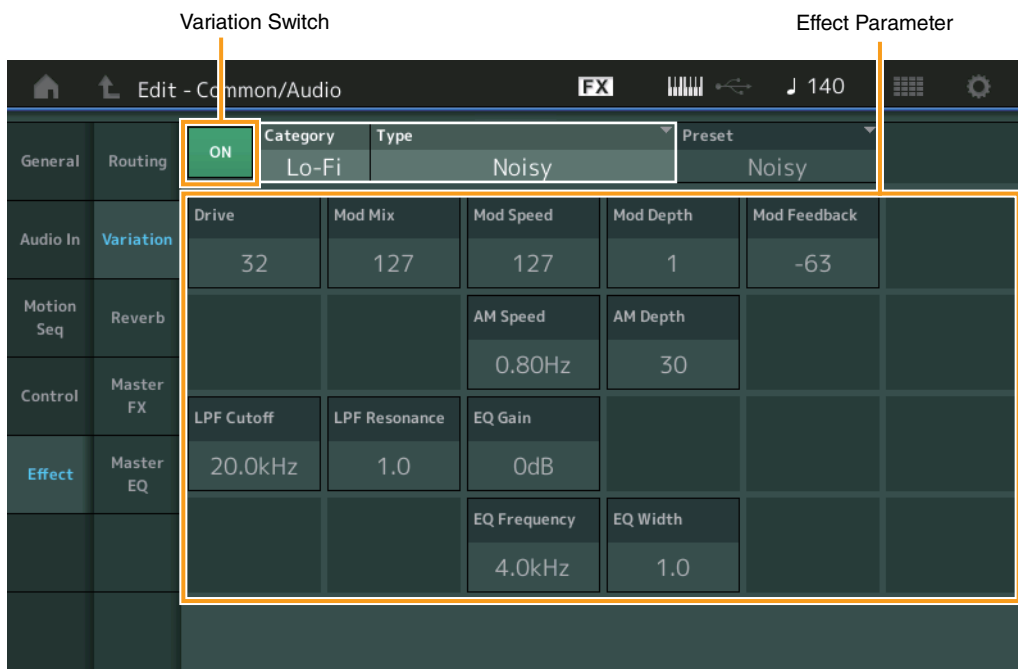 Variation Switch
Effect Parameter
Edit - Common/Audio
FX
140
General
Routing
ON
Category
Lo-Fi
Type
Noisy
Preset
Noisy
Audio In
Variation
Drive
32
Mod Mix
127
Mod Speed
127
Mod Depth
1
Mod Feedback
-63
Motion
Seq
Reverb
AM Speed
0.80Hz
AM Depth
30
Control
Master
FX
LPF Cutoff
20.0kHz
LPF Resonance
1.0
EQ Gain
0dB
Effect
Master
EQ
EQ Frequency
4.0kHz
EQ Width
1.0